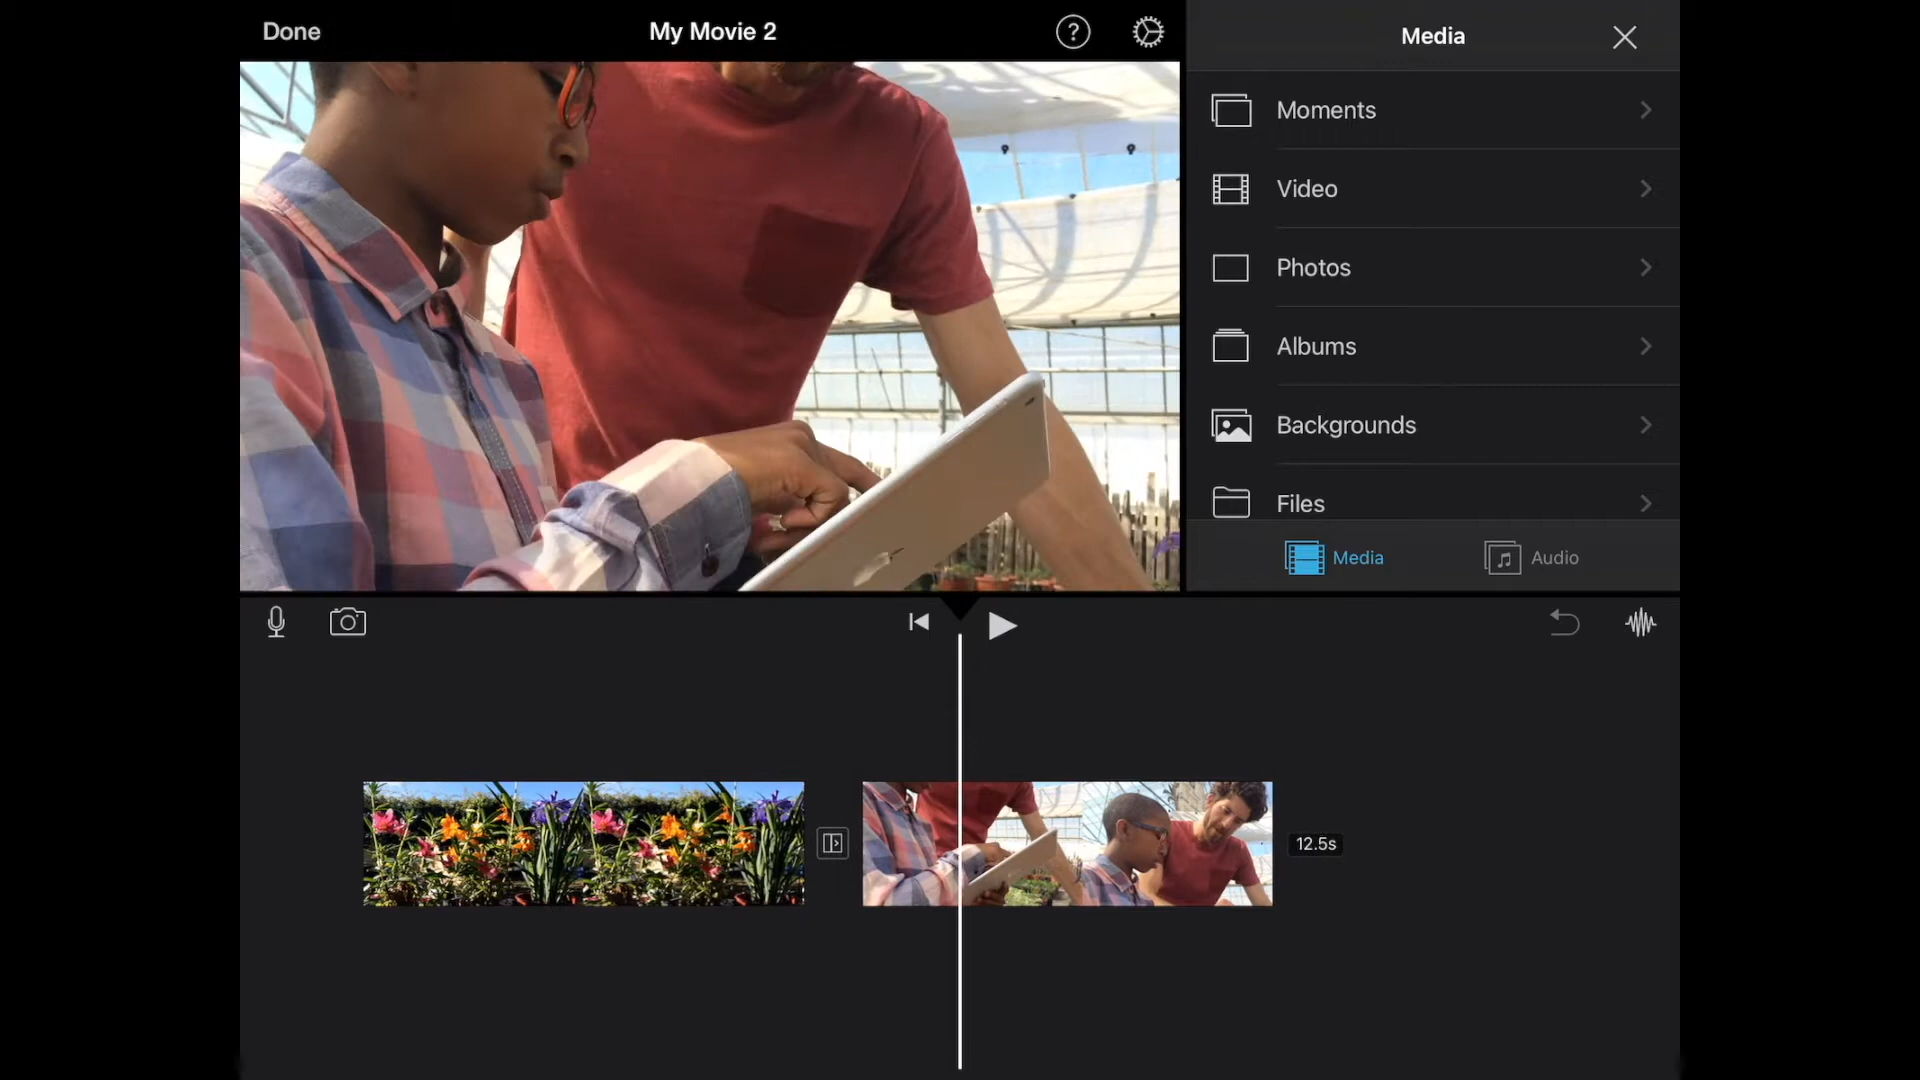 Done
My Movie 2
?
Media
Moments
Video
Photos
Albums
Backgrounds
Files
Media
Audio
12.5s